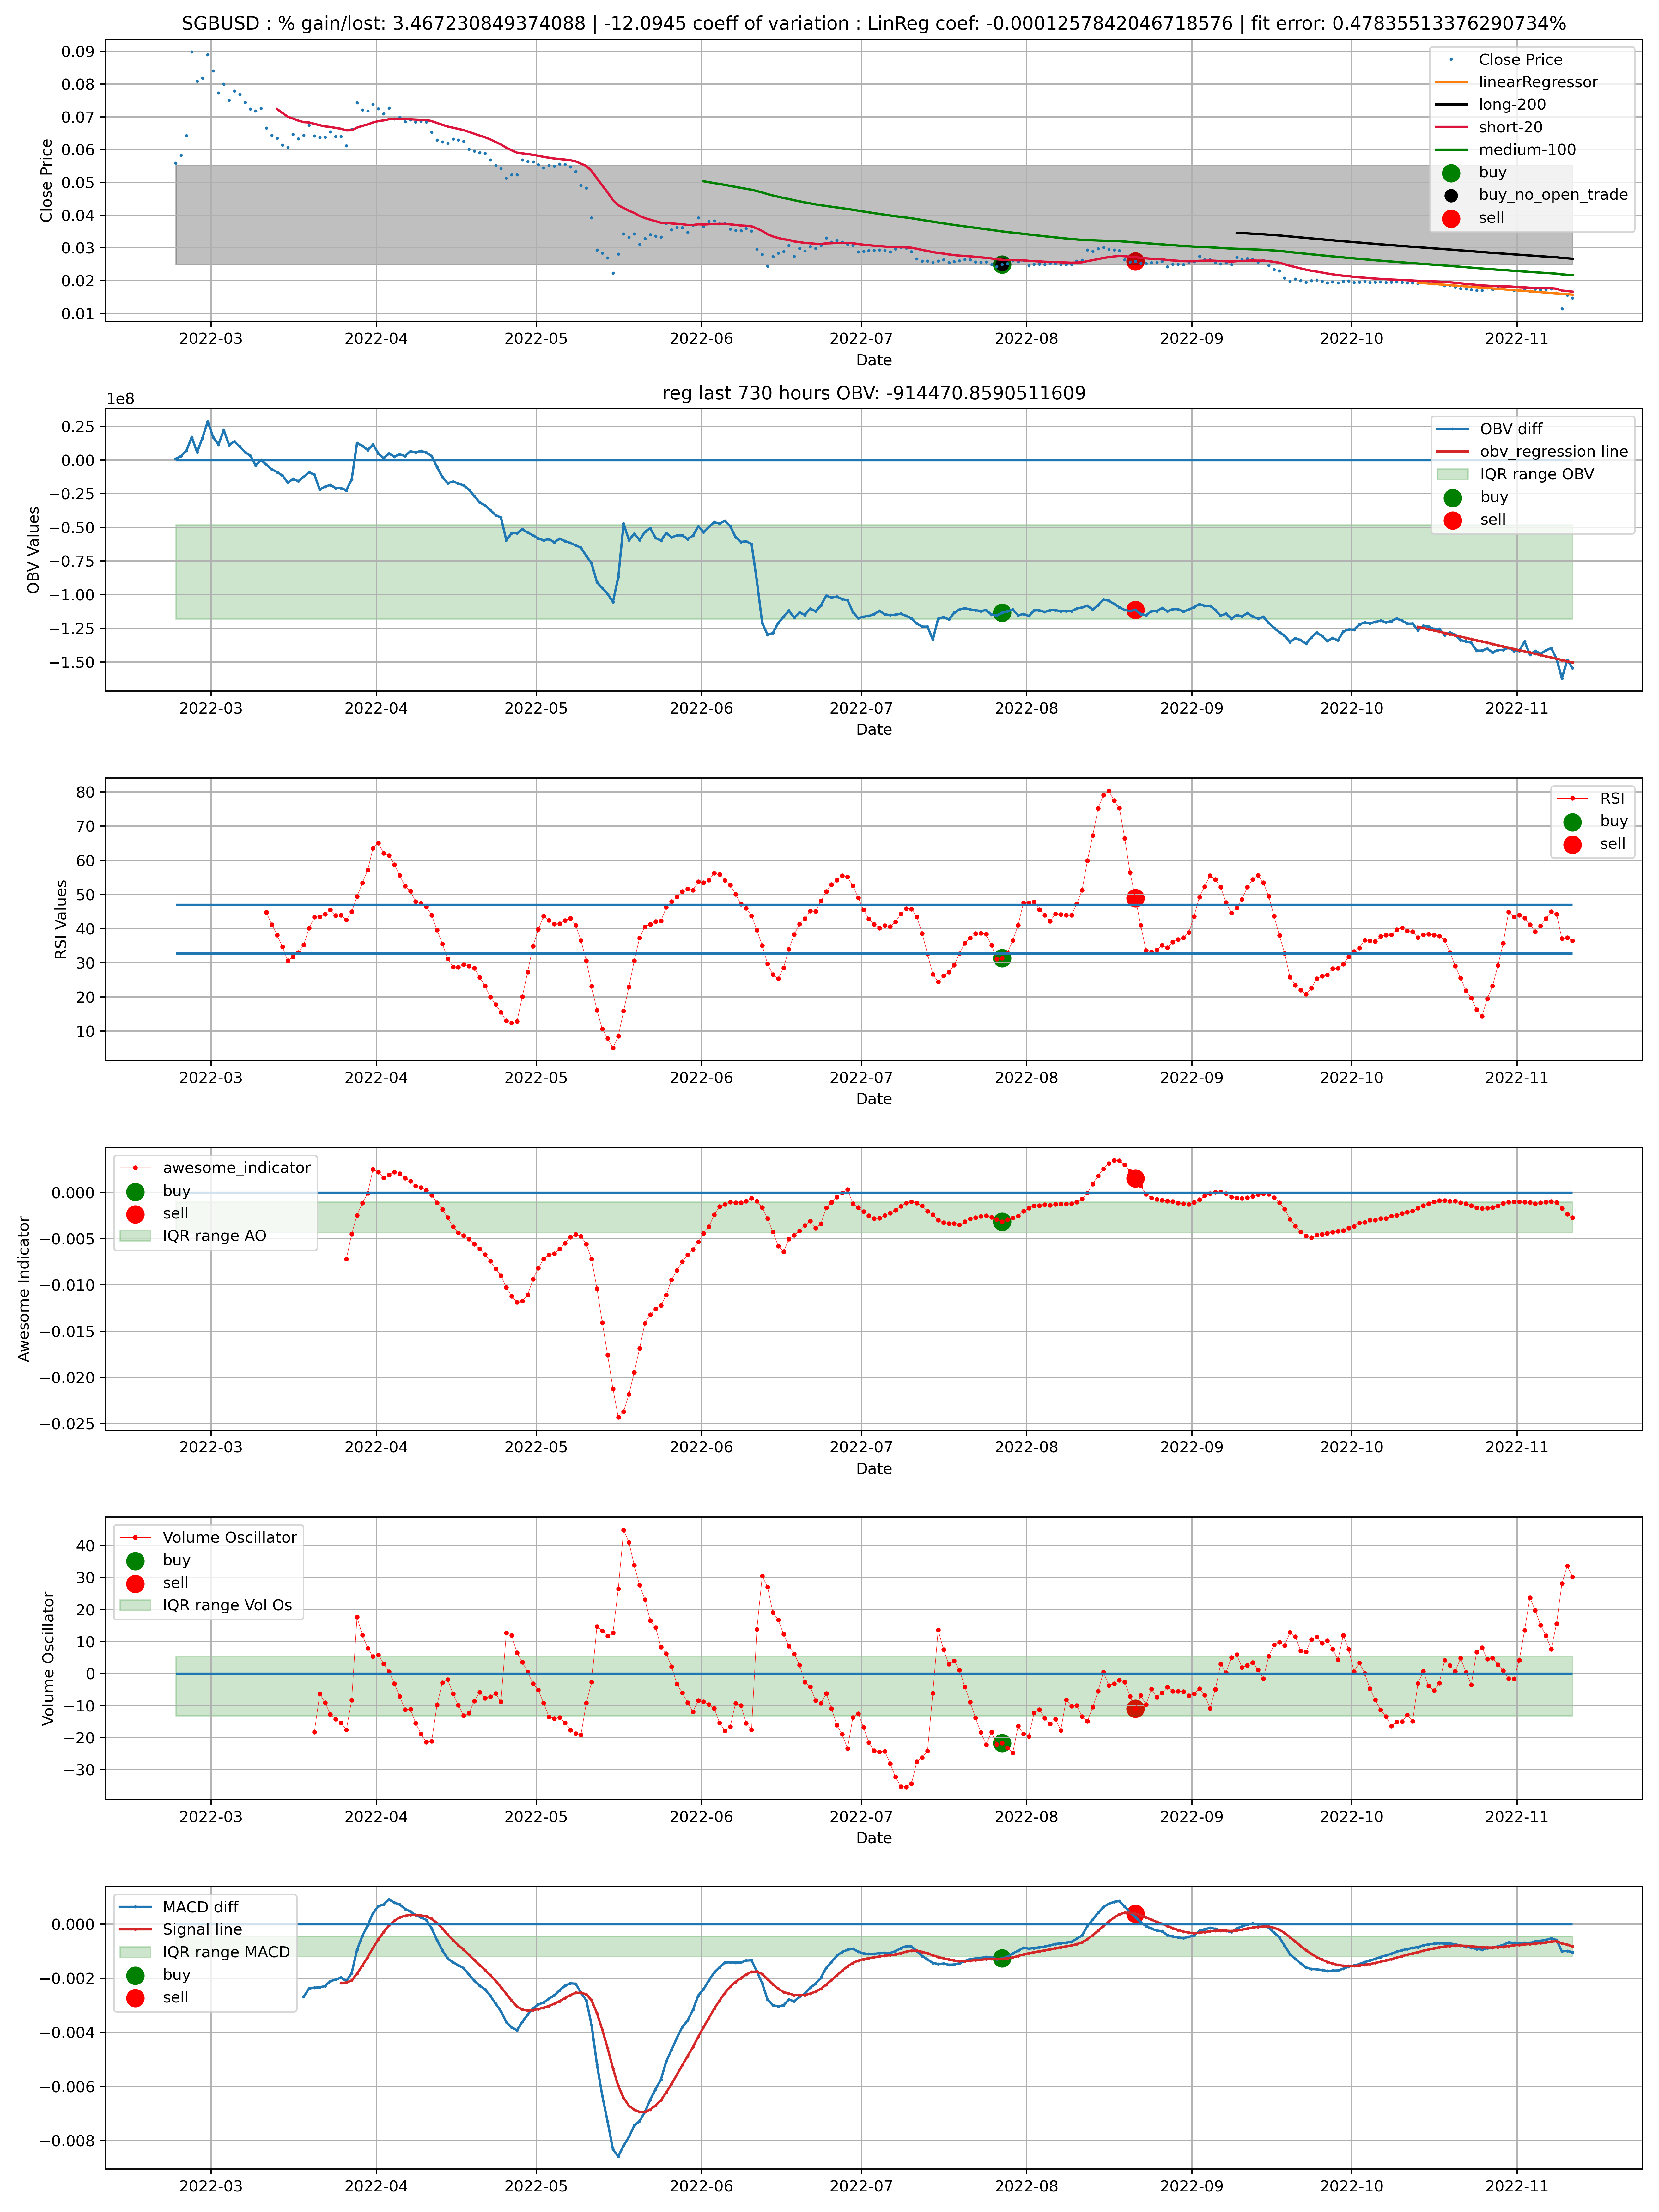 SGBUSD : % gain/lost: 3.467230849374088 | -12.0945 coeff of variation : LinReg coef: -0.0001257842046718576 | fit error: 0.47835513376290734%
Close Price
0.09
0.08
0.07
0.06
0.05
0.04
0.03
0.02
0.01
Close Price
linearRegressor
long-200
short-20
medium-100
buy
buy_no_open_trade
sell
2022-03 2022-04 2022-05 2022-06 2022-07 2022-08 2022-09 2022-10 2022-11
Date
reg last 730 hours OBV: -914470.8590511609
1e8
OBV Values
0.25
0.00
−0.25
−0.50
−0.75
−1.00
−1.25
−1.50
OBV diff
obv_regression line
IQR range OBV
buy
sell
2022-03 2022-04 2022-05 2022-06 2022-07 2022-08 2022-09 2022-10 2022-11
Date
RSI Values
80
70
60
50
40
30
20
10
RSI
buy
sell
2022-03 2022-04 2022-05 2022-06 2022-07 2022-08 2022-09 2022-10 2022-11
Date
Awesome Indicator
0.000
−0.005
−0.010
−0.015
−0.020
−0.025
awesome_indicator
buy
sell
IQR range AO
2022-03 2022-04 2022-05 2022-06 2022-07 2022-08 2022-09 2022-10 2022-11
Date
Volume Oscillator
40
30
20
10
0
−10
−20
−30
Volume Oscillator
buy
sell
IQR range Vol Os
2022-03 2022-04 2022-05 2022-06 2022-07 2022-08 2022-09 2022-10 2022-11
Date
0.000
−0.002
−0.004
−0.006
−0.008
MACD diff
Signal line
IQR range MACD
buy
sell
2022-03 2022-04 2022-05 2022-06 2022-07 2022-08 2022-09 2022-10 2022-11